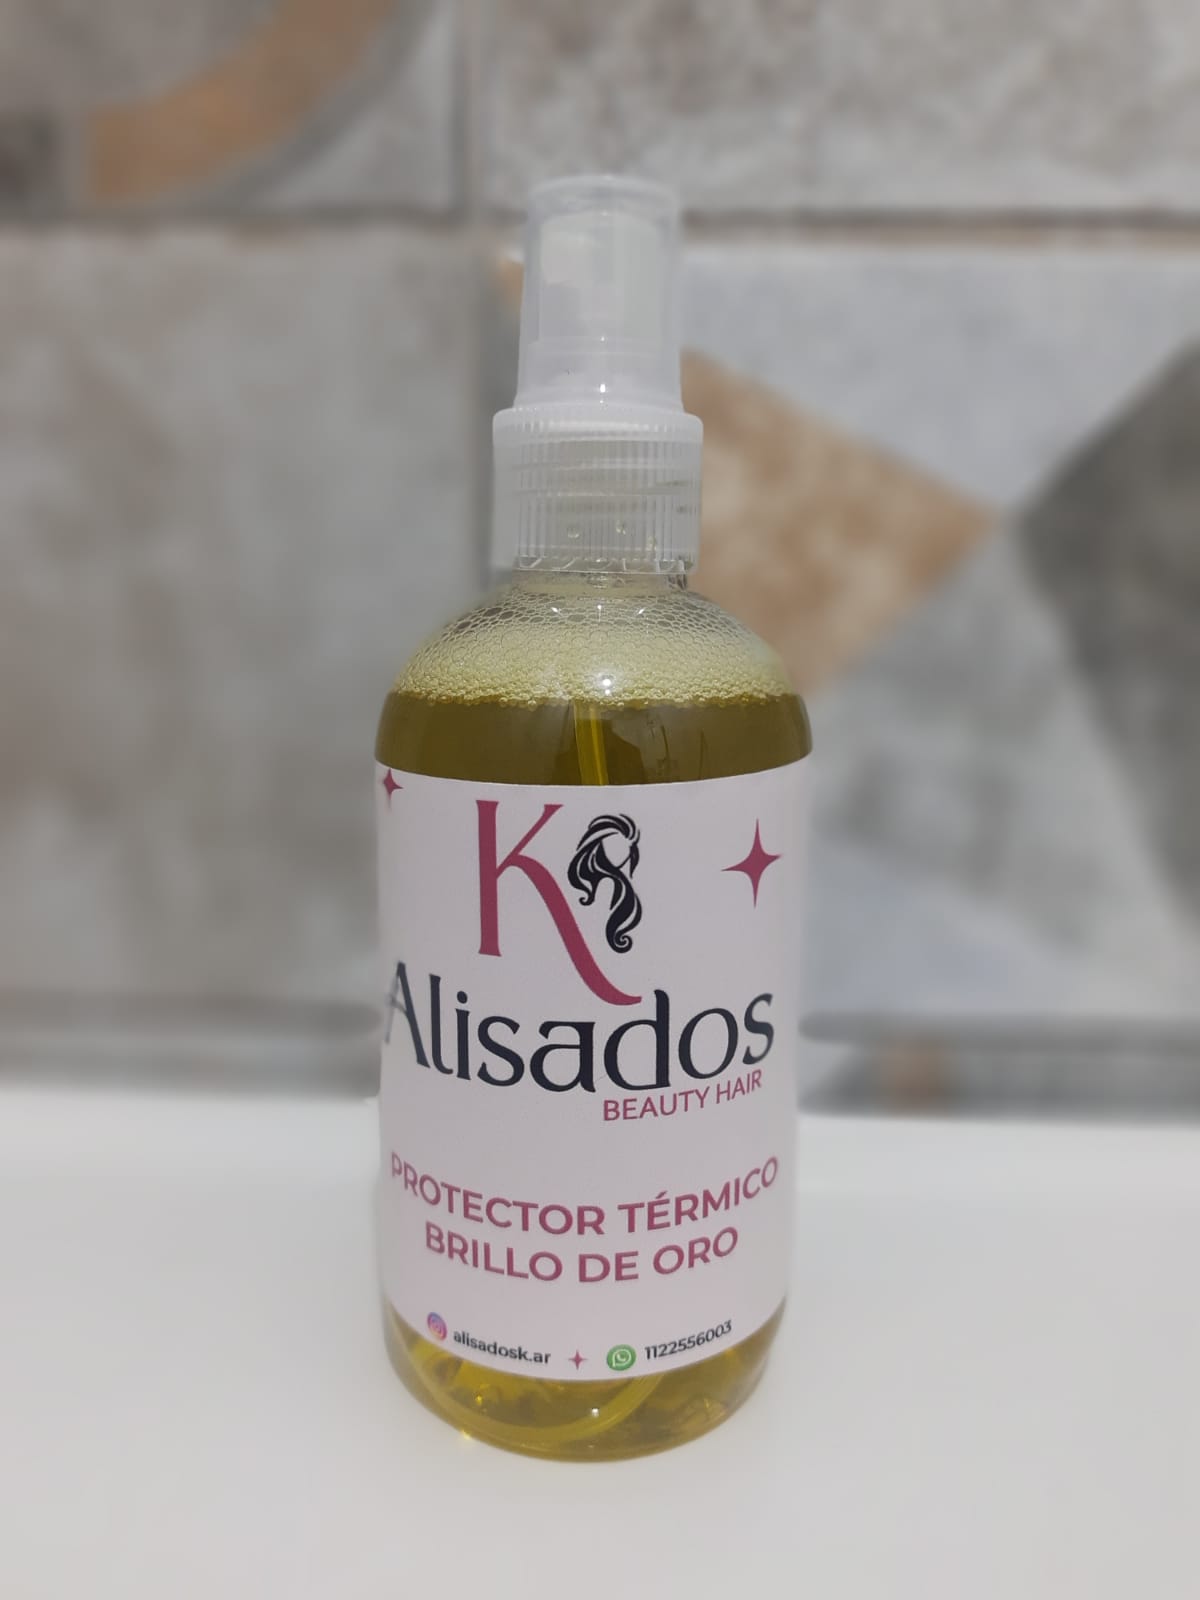 K
Alisados
BEAUTY HAIR
PROTECTOR TÉRMICO
BRILLO DE ORO
alisadosk.ar 1122556003